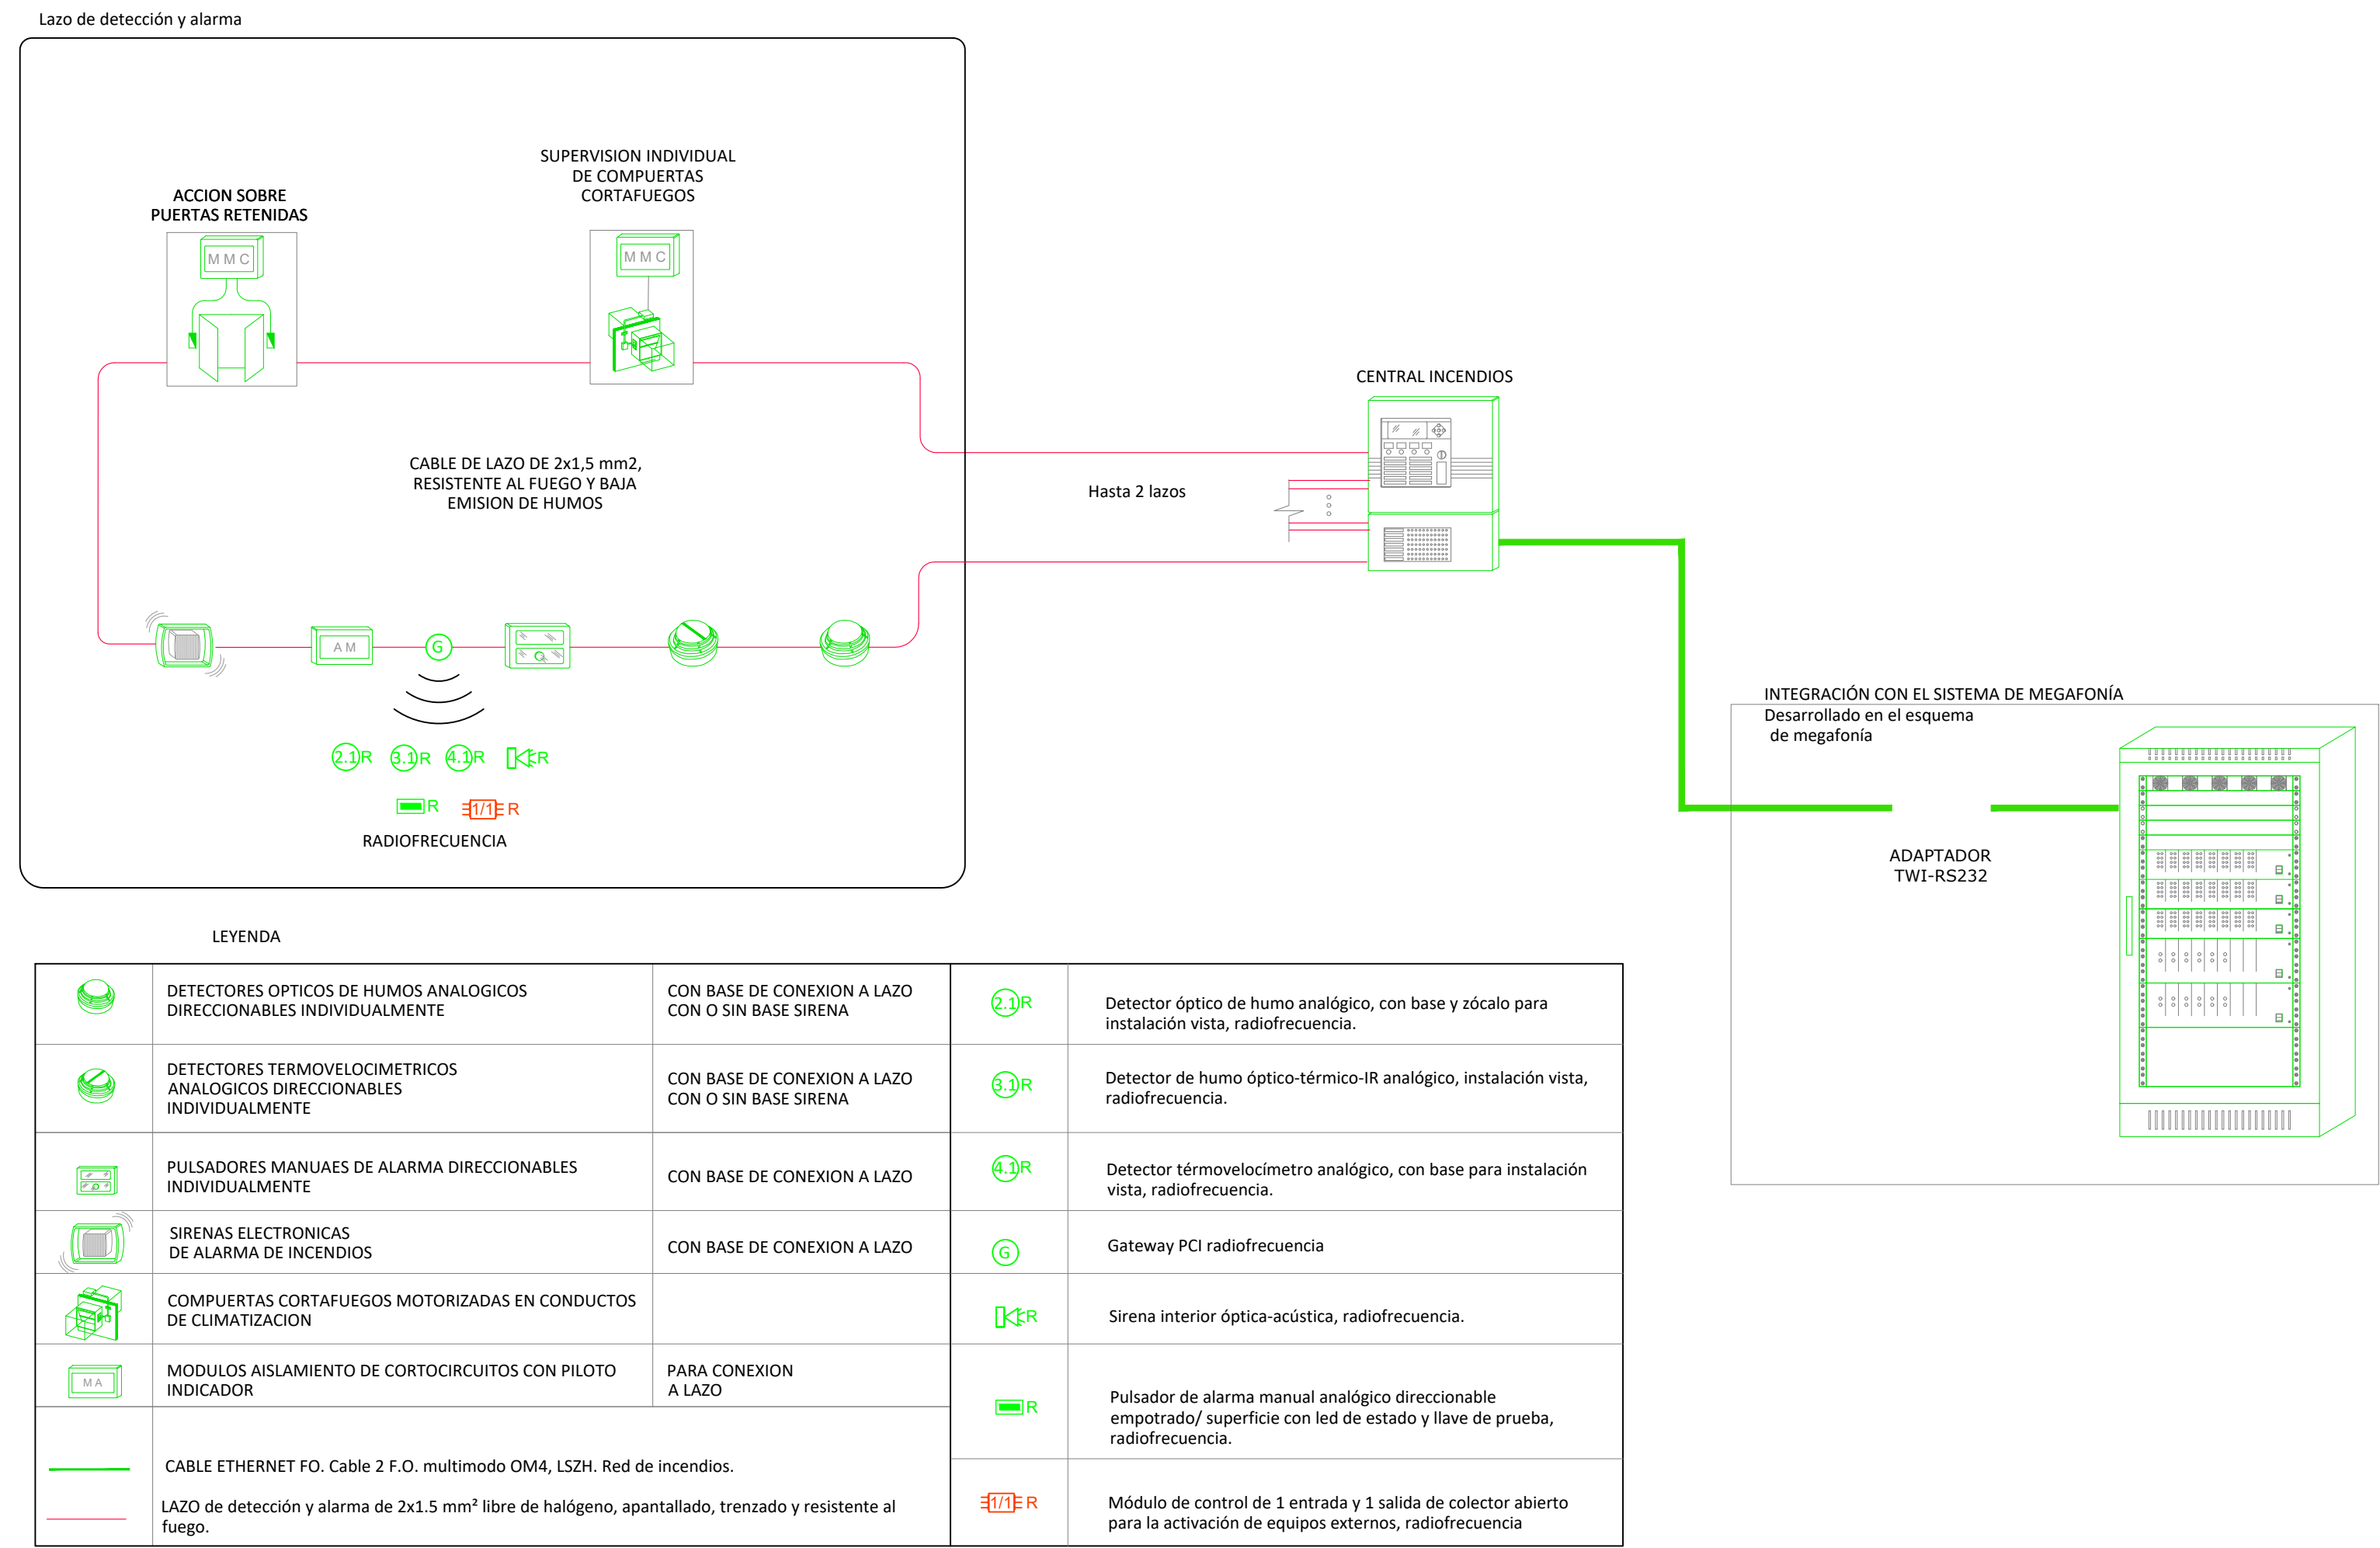 Lazo de detección y alarma
SUPERVISION INDIVIDUAL
DE COMPUERTAS
CORTAFUEGOS
ACCION SOBRE
PUERTAS RETENIDAS
M M C
M M C
CENTRAL INCENDIOS
CABLE DE LAZO DE 2x1,5 mm2,
RESISTENTE AL FUEGO Y BAJA
EMISION DE HUMOS
Hasta 2 lazos
A M
G
2.1 R
3.1 R
4.1 R
R
R
1/1 R
RADIOFRECUENCIA
INTEGRACIÓN CON EL SISTEMA DE MEGAFONÍA
Desarrollado en el esquema
de megafonía
ADAPTADOR
TWI-RS232
LEYENDA
DETECTORES OPTICOS DE HUMOS ANALOGICOS
DIRECCIONABLES INDIVIDUALMENTE
CON BASE DE CONEXION A LAZO
CON O SIN BASE SIRENA
DETECTORES TERMOVELOCIMETRICOS
ANALOGICOS DIRECCIONABLES
INDIVIDUALMENTE
CON BASE DE CONEXION A LAZO
CON O SIN BASE SIRENA
PULSADORES MANUAES DE ALARMA DIRECCIONABLES
INDIVIDUALMENTE
CON BASE DE CONEXION A LAZO
SIRENAS ELECTRONICAS
DE ALARMA DE INCENDIOS
CON BASE DE CONEXION A LAZO
COMPUERTAS CORTAFUEGOS MOTORIZADAS EN CONDUCTOS
DE CLIMATIZACION
M A
MODULOS AISLAMIENTO DE CORTOCIRCUITOS CON PILOTO
INDICADOR
PARA CONEXION
A LAZO
CABLE ETHERNET FO. Cable 2 F.O. multimodo OM4, LSZH. Red de incendios.
LAZO de detección y alarma de 2x1.5 mm² libre de halógeno, apantallado, trenzado y resistente al
fuego.
2.1 R
Detector óptico de humo analógico, con base y zócalo para
instalación vista, radiofrecuencia.
3.1 R
Detector de humo óptico-térmico-IR analógico, instalación vista,
radiofrecuencia.
4.1 R
Detector térmovelocímetro analógico, con base para instalación
vista, radiofrecuencia.
G
Gateway PCI radiofrecuencia
R
Sirena interior óptica-acústica, radiofrecuencia.
R
Pulsador de alarma manual analógico direccionable
empotrado/ superficie con led de estado y llave de prueba,
radiofrecuencia.
1/1 R
Módulo de control de 1 entrada y 1 salida de colector abierto
para la activación de equipos externos, radiofrecuencia